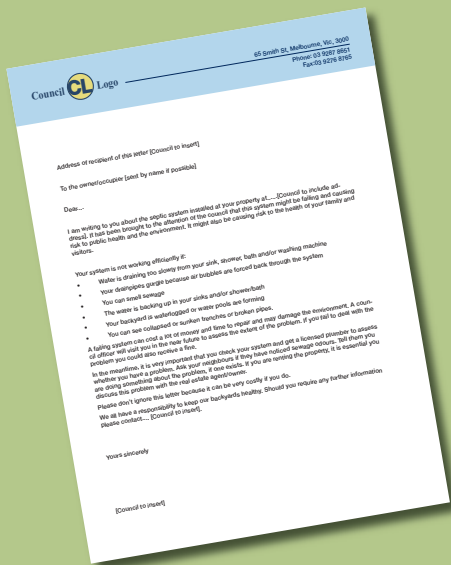 Council CL Logo
65 Smith St, Melbourne, Vic, 3000
Phone: 03 9287 8651
Fax:03 9276 8765
Address of recipient of this letter [Council to insert]
To the owner/occupier [sent by name if possible]
Dear....
I am writing to you about the septic system installed at your property at......[Council to include ad-
dress]. It has been brought to the attention of the council that this system might be failing and causing
risk to public health and the environment. It might also be causing risk to the health of your family and
visitors.
Your system is not working efficiently if:
• Water is draining too slowly from your sink, shower, bath and/or washing machine
• Your drainpipes gurgle because air bubbles are forced back through the system
• You can smell sewage
• The water is backing up in your sinks and/or shower/bath
• Your backyard is waterlogged or water pools are forming
• You can see collapsed or sunken trenches or broken pipes.
A failing system can cost a lot of money and time to repair and may damage the environment. A coun-
cil officer will visit you in the near future to assess the extent of the problem. If you fail to deal with the
problem you could also receive a fine.
In the meantime, it is very important that you check your system and get a licensed plumber to assess
whether you have a problem. Ask your neighbours if they have noticed sewage odours. Tell them you
are doing something about the problem, if one exists. If you are renting the property, it is essential you
discuss this problem with the real estate agent/owner.
Please don't ignore this letter because it can be very costly if you do.
We all have a responsibility to keep our backyards healthy. Should you require any further information
please contact.... [Council to insert].
Yours sincerely
[Council to insert]